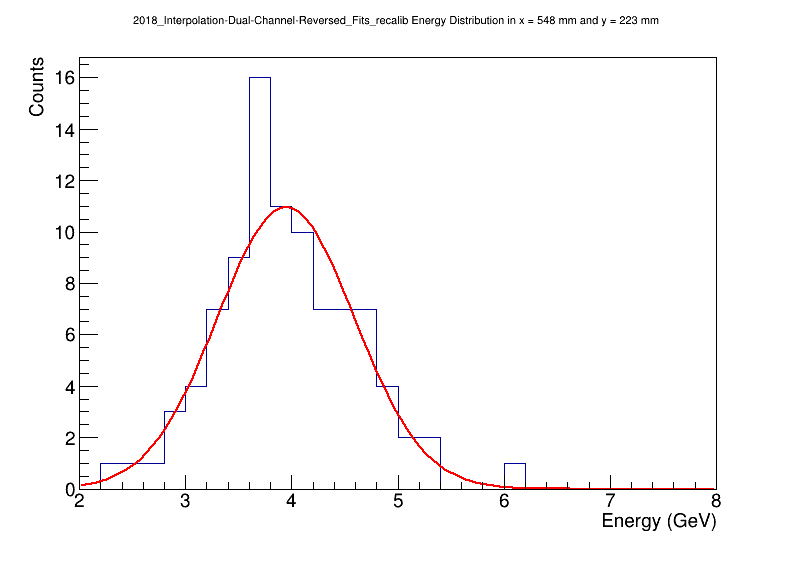 2018_Interpolation-Dual-Channel-Reversed_Fits_recalib Energy Distribution in x = 548 mm and y = 223 mm
Counts
16
14
12
10
8
6
4
2
0
2 3 4 5 6 7 8
Energy (GeV)